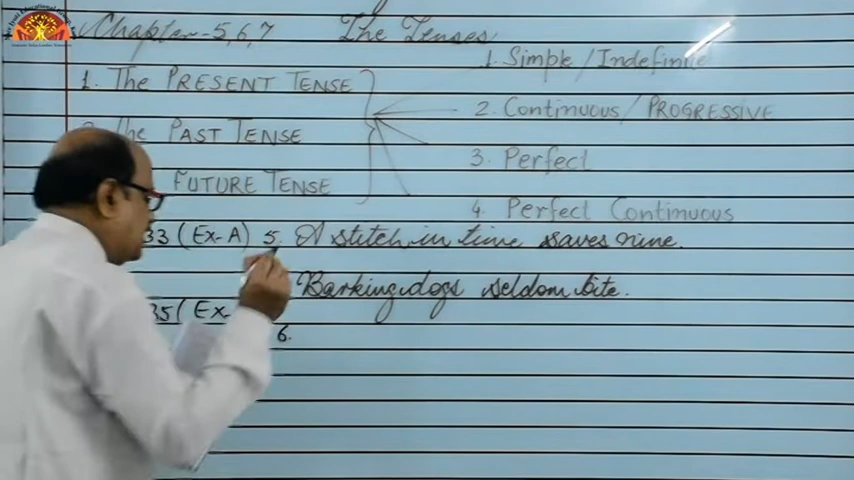 Chapter-5,6,7 The Tenses
1. Simple / Indefinite
1. The PRESENT TENSE
2. Continuous / PROGRESSIVE
The PAST TENSE
3. Perfect
FUTURE TENSE
4. Perfect Continuous
33 (Ex-A) 5. A stitch in time saves nine.
Barking dogs seldom bite.
35 (Ex-
6.